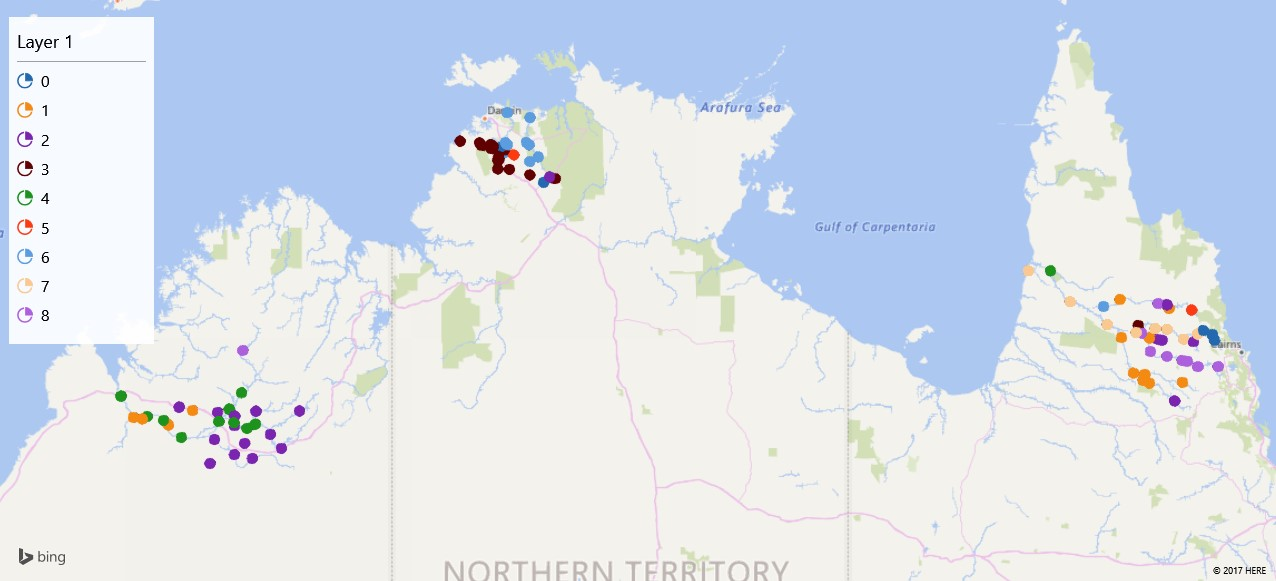 Layer 1
0
1
2
3
4
5
6
7
8
Arafura Sea
Gulf of Carpentaria
NORTHERN TERRITORY
bing
© 2017 HERE